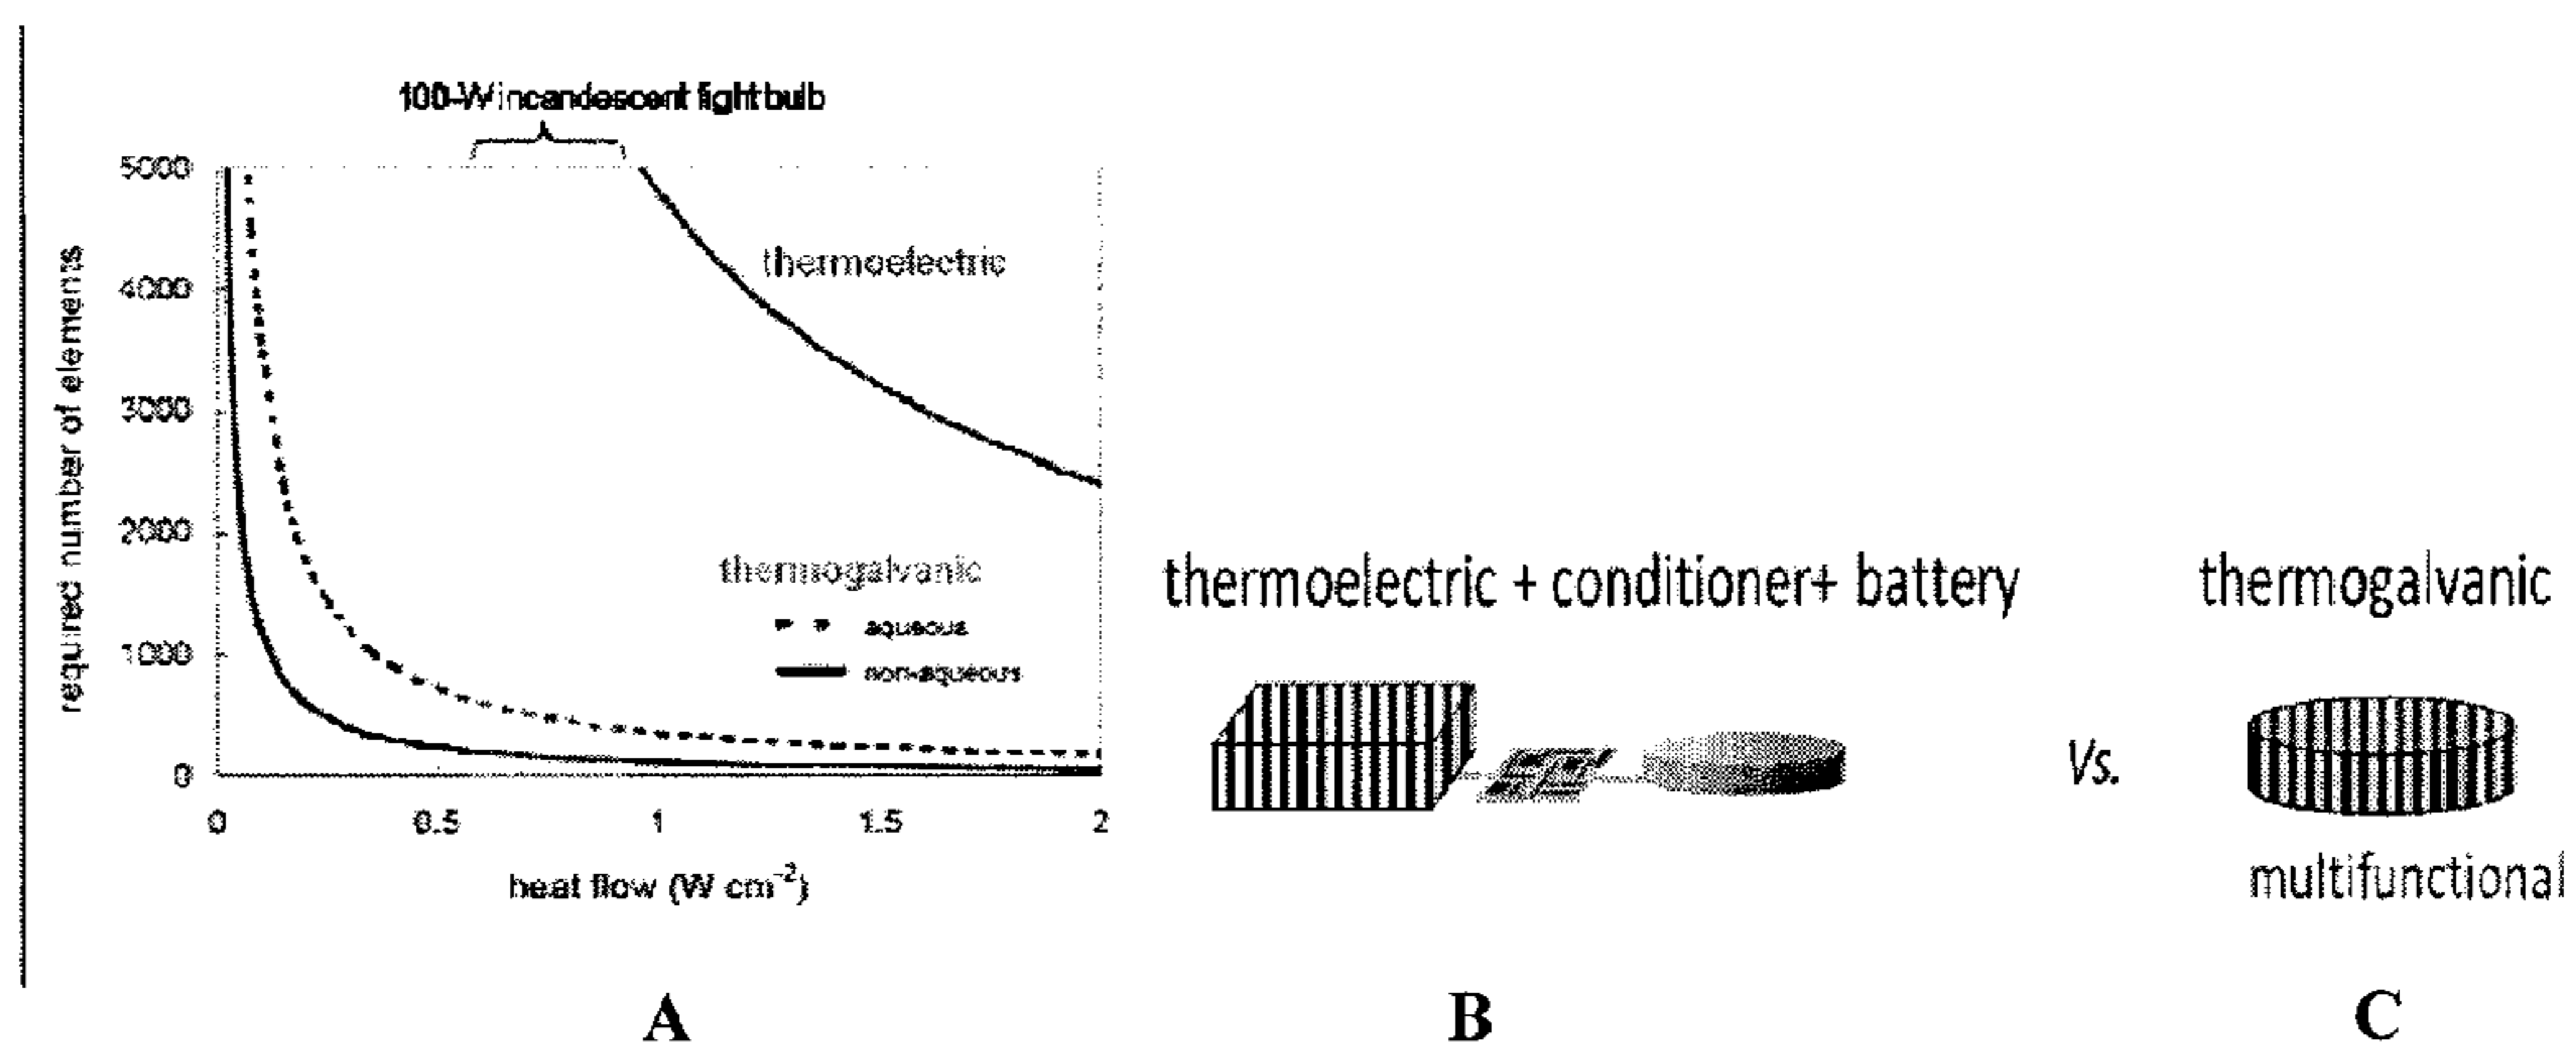 100-W incandescent light bulb
5000
4000
3000
2000
1000
0
required number of elements
thermoelectric
thermogalvanic
aqueous
non-aqueous
0 0.5 1 1.5 2
heat flow (W cm⁻²)
A
thermoelectric + conditioner+ battery
B
Vs.
thermogalvanic
multifunctional
C